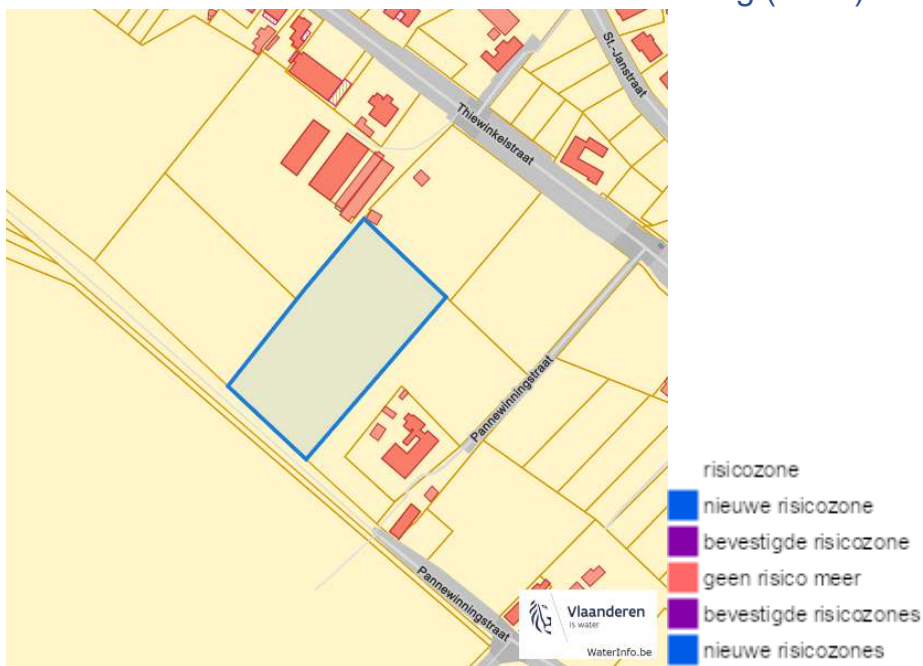 St.-Janstraat
Thiewinkelstraat
Pannewinningstraat
Pannewinningstraat
Vlaanderen
is water
WaterInfo.be
risicozone
nieuwe risicozone
bevestigde risicozone
geen risico meer
bevestigde risicozones
nieuwe risicozones